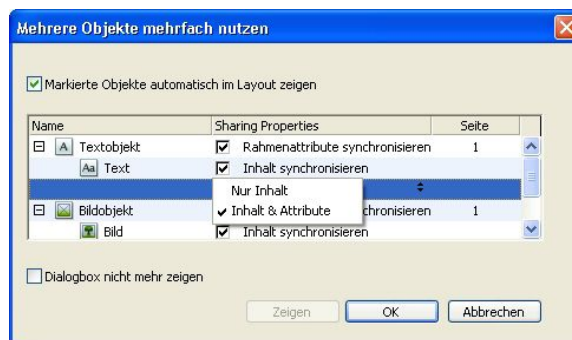 Mehrere Objekte mehrfach nutzen
Markierte Objekte automatisch im Layout zeigen
Name Sharing Properties Seite
A Textobjekt Rahmenattribute synchronisieren 1
Aa Text Inhalt synchronisieren
Nur Inhalt
Bildobjekt Inhalt & Attribute chronisieren 1
Bild Inhalt synchronisieren
Dialogbox nicht mehr zeigen
Zeigen OK Abbrechen